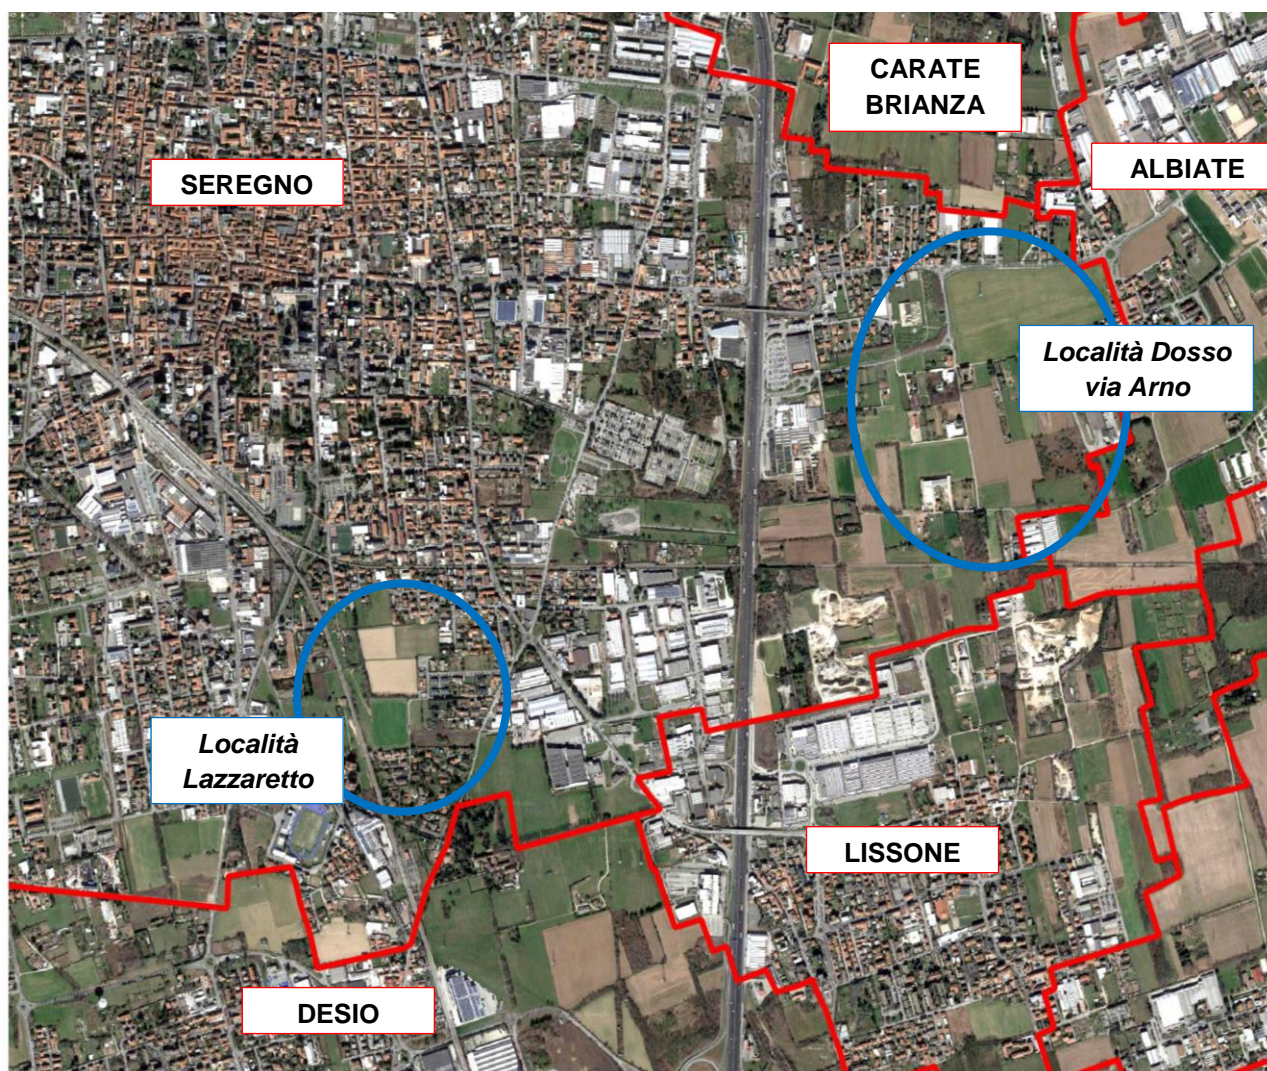 CARATE
BRIANZA
ALBIATE
SEREGNO
Località Dosso
via Arno
Località
Lazzaretto
LISSONE
DESIO